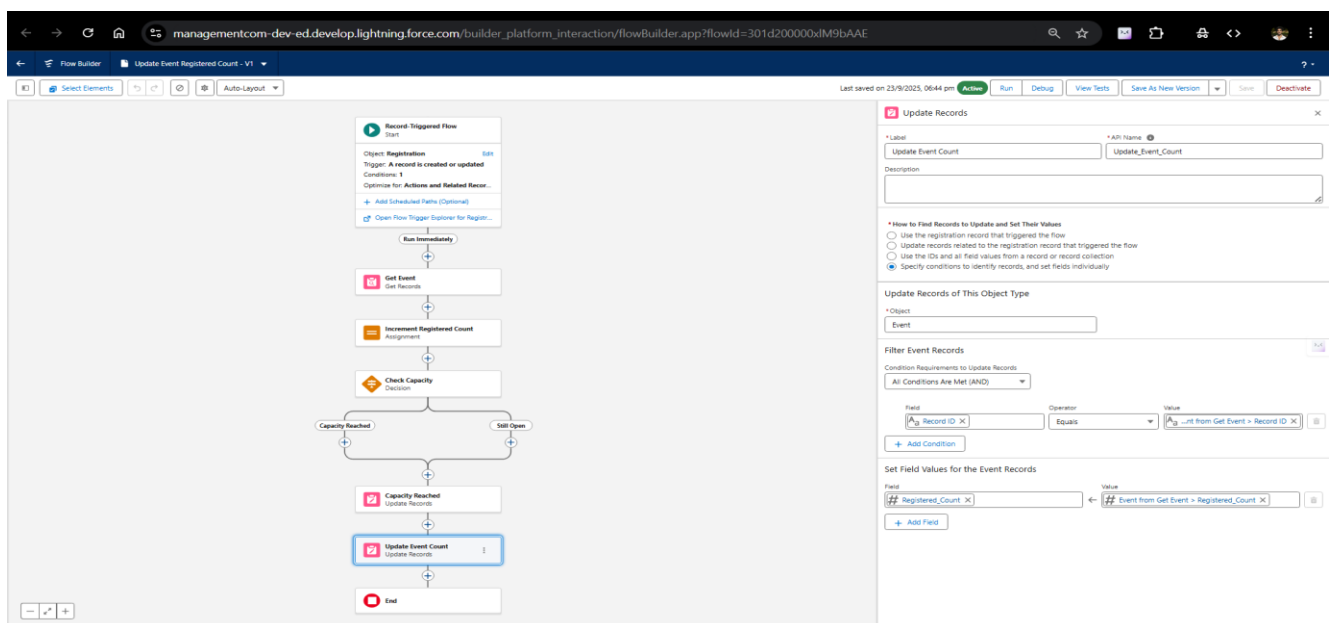 managementcom-dev-ed.develop.lightning.force.com/builder_platform_interaction/flowBuilder.app?flowId=301d200000xlM9bAAE
Flow Builder Update Event Registered Count - V1 ?
Select Elements Auto-Layout Last saved on 23/9/2025, 06:44 pm Active Run Debug View Tests Save As New Version Save Deactivate
Record-Triggered Flow
Start
Object: Registration Edit
Trigger: A record is created or updated
Conditions: 1
Optimize for: Actions and Related Recor...
+ Add Scheduled Paths (Optional)
Open Flow Trigger Explorer for Registr...
Run Immediately
Get Event
Get Records
Increment Registered Count
Assignment
Check Capacity
Decision
Capacity Reached Still Open
Capacity Reached
Update Records
Update Event Count
Update Records
End
Update Records
*Label *API Name
Update Event Count Update_Event_Count
Description
*How to Find Records to Update and Set Their Values
Use the registration record that triggered the flow
Update records related to the registration record that triggered the flow
Use the IDs and all field values from a record or record collection
Specify conditions to identify records, and set fields individually
Update Records of This Object Type
*Object
Event
Filter Event Records
Condition Requirements to Update Records
All Conditions Are Met (AND)
Field Operator Value
Aa Record ID Equals Aa ...nt from Get Event > Record ID
+ Add Condition
Set Field Values for the Event Records
Field Value
# Registered_Count ← # Event from Get Event > Registered_Count
+ Add Field